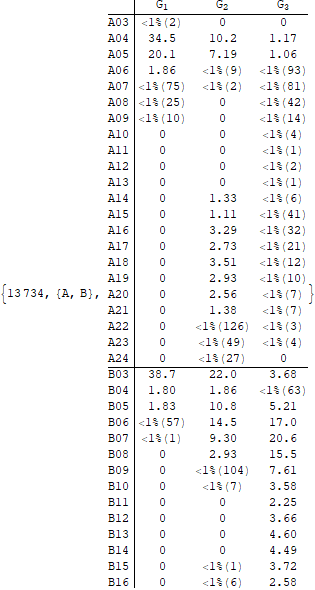 G1 G2 G3
A03 <1%(2) 0 0
A04 34.5 10.2 1.17
A05 20.1 7.19 1.06
A06 1.86 <1%(9) <1%(93)
A07 <1%(75) <1%(2) <1%(81)
A08 <1%(25) 0 <1%(42)
A09 <1%(10) 0 <1%(14)
A10 0 0 <1%(4)
A11 0 0 <1%(1)
A12 0 0 <1%(2)
A13 0 0 <1%(1)
A14 0 1.33 <1%(6)
A15 0 1.11 <1%(41)
A16 0 3.29 <1%(32)
A17 0 2.73 <1%(21)
A18 0 3.51 <1%(12)
A19 0 2.93 <1%(10)
{13734, {A, B}, A20 0 2.56 <1%(7) }
A21 0 1.38 <1%(7)
A22 0 <1%(126) <1%(3)
A23 0 <1%(49) <1%(4)
A24 0 <1%(27) 0
B03 38.7 22.0 3.68
B04 1.80 1.86 <1%(63)
B05 1.83 10.8 5.21
B06 <1%(57) 14.5 17.0
B07 <1%(1) 9.30 20.6
B08 0 2.93 15.5
B09 0 <1%(104) 7.61
B10 0 <1%(7) 3.58
B11 0 0 2.25
B12 0 0 3.66
B13 0 0 4.60
B14 0 0 4.49
B15 0 <1%(1) 3.72
B16 0 <1%(6) 2.58